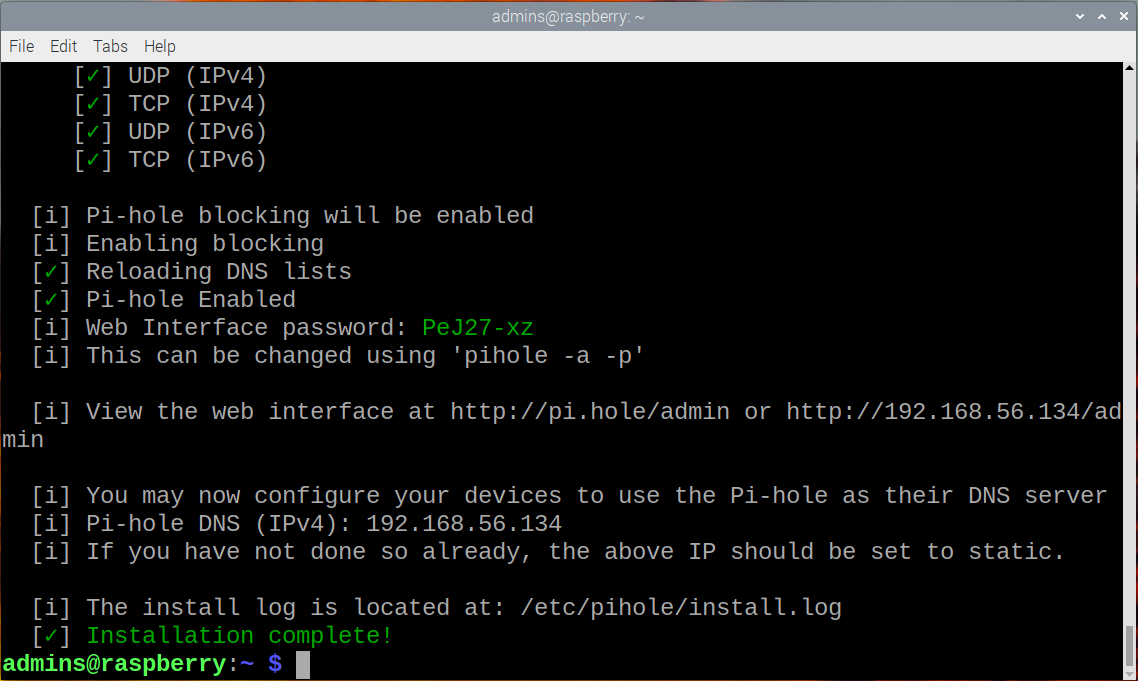 admins@raspberry: ~
File Edit Tabs Help
[✓] UDP (IPv4)
[✓] TCP (IPv4)
[✓] UDP (IPv6)
[✓] TCP (IPv6)
[i] Pi-hole blocking will be enabled
[i] Enabling blocking
[✓] Reloading DNS lists
[✓] Pi-hole Enabled
[i] Web Interface password: PeJ27-xz
[i] This can be changed using 'pihole -a -p'
[i] View the web interface at http://pi.hole/admin or http://192.168.56.134/ad
min
[i] You may now configure your devices to use the Pi-hole as their DNS server
[i] Pi-hole DNS (IPv4): 192.168.56.134
[i] If you have not done so already, the above IP should be set to static.
[i] The install log is located at: /etc/pihole/install.log
[✓] Installation complete!
admins@raspberry:~ $